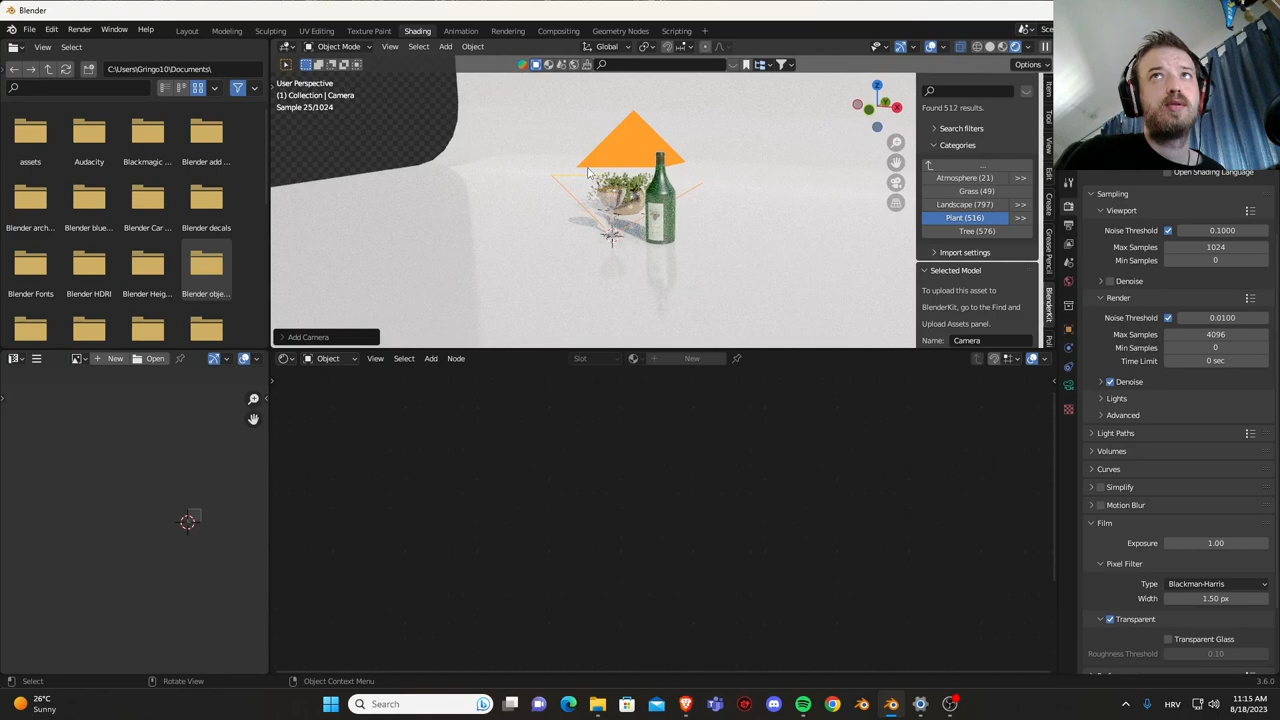 Blender
File Edit Render Window Help Layout Modeling Sculpting UV Editing Texture Paint Shading Animation Rendering Compositing Geometry Nodes Scripting
View Select
Object Mode View Select Add Object Global
C:\Users\Gringo10\Documents\
Options
User Perspective
(1) Collection | Camera
Sample 25/1024
assets Audacity Blackmagic ... Blender add ...
Blender arch... Blender blue... Blender Car ... Blender decals
Blender Fonts Blender HDRI Blender Heig... Blender obje...
Z
Y
X
Found 512 results.
Search filters
Categories
...
Atmosphere (21) >>
Grass (49)
Landscape (797) >>
Plant (516) >>
Tree (576)
Import settings
Selected Model
To upload this asset to
BlenderKit, go to the Find and
Upload Assets panel.
Name: Camera
Item
Tool
View
Edit
Create
Grease Pencil
BlenderKit
Poli
Add Camera
New Open
Object View Select Add Node Slot New
Open Shading Language
Sampling
Viewport
Noise Threshold 0.1000
Max Samples 1024
Min Samples 0
Denoise
Render
Noise Threshold 0.0100
Max Samples 4096
Min Samples 0
Time Limit 0 sec
Denoise
Lights
Advanced
Light Paths
Volumes
Curves
Simplify
Motion Blur
Film
Exposure 1.00
Pixel Filter
Type Blackman-Harris
Width 1.50 px
Transparent
Transparent Glass
Roughness Threshold 0.10
Select Rotate View Object Context Menu 3.6.0
26°C
Sunny
Search
HRV
11:15 AM
8/18/2023